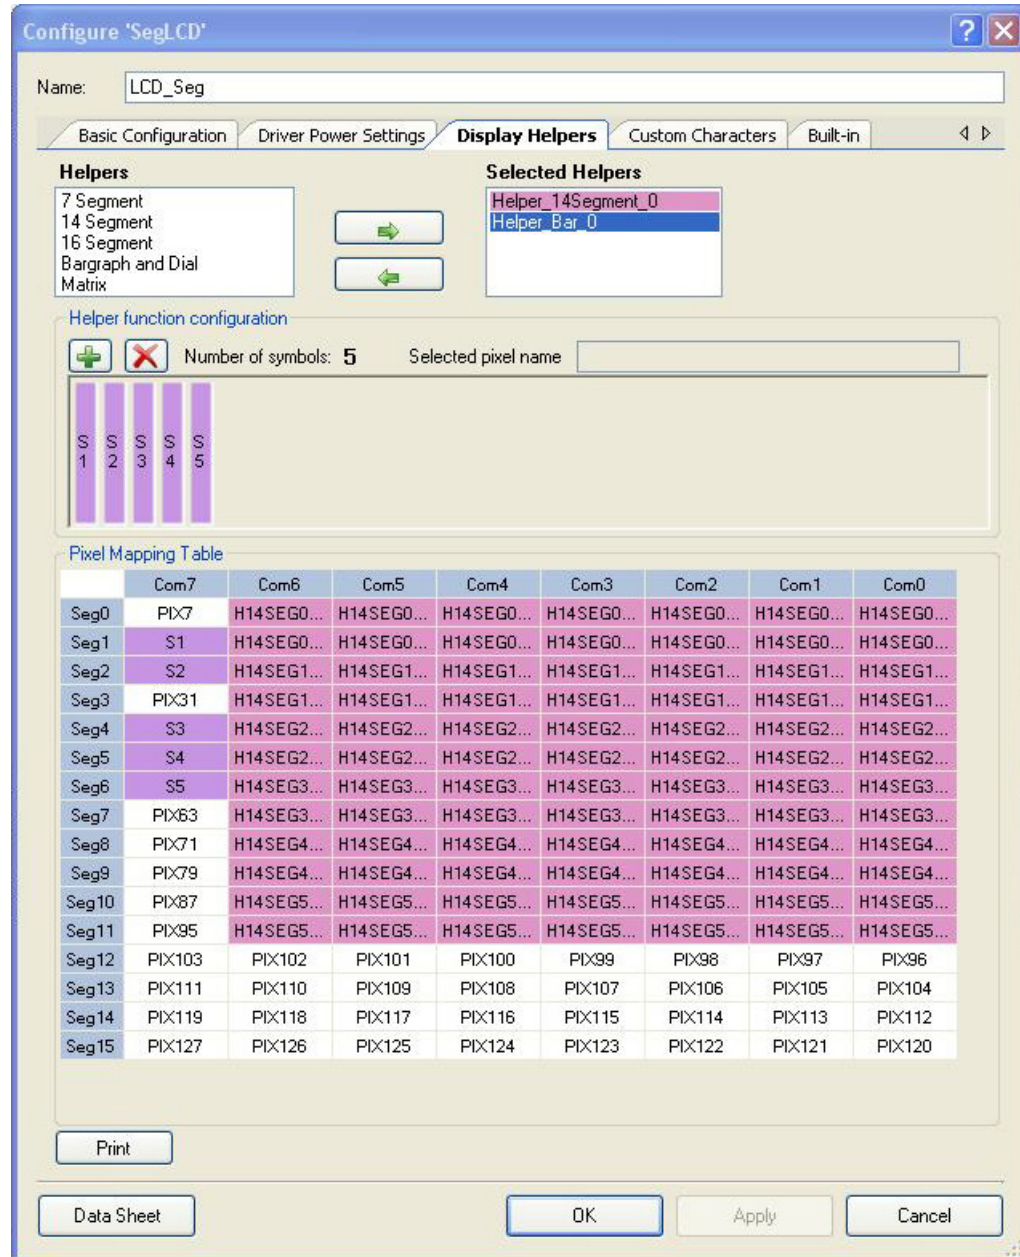 Configure 'SegLCD'
Name: LCD_Seg
Basic Configuration Driver Power Settings Display Helpers Custom Characters Built-in
Helpers Selected Helpers
7 Segment
14 Segment
16 Segment
Bargraph and Dial
Matrix
Helper_14Segment_0
Helper_Bar_0
Helper function configuration
Number of symbols: 5 Selected pixel name
S1 S2 S3 S4 S5
Pixel Mapping Table
Com7 Com6 Com5 Com4 Com3 Com2 Com1 Com0
Seg0 PIX7 H14SEG0... H14SEG0... H14SEG0... H14SEG0... H14SEG0... H14SEG0... H14SEG0...
Seg1 S1 H14SEG0... H14SEG0... H14SEG0... H14SEG0... H14SEG0... H14SEG0... H14SEG0...
Seg2 S2 H14SEG1... H14SEG1... H14SEG1... H14SEG1... H14SEG1... H14SEG1... H14SEG1...
Seg3 PIX31 H14SEG1... H14SEG1... H14SEG1... H14SEG1... H14SEG1... H14SEG1... H14SEG1...
Seg4 S3 H14SEG2... H14SEG2... H14SEG2... H14SEG2... H14SEG2... H14SEG2... H14SEG2...
Seg5 S4 H14SEG2... H14SEG2... H14SEG2... H14SEG2... H14SEG2... H14SEG2... H14SEG2...
Seg6 S5 H14SEG3... H14SEG3... H14SEG3... H14SEG3... H14SEG3... H14SEG3... H14SEG3...
Seg7 PIX63 H14SEG3... H14SEG3... H14SEG3... H14SEG3... H14SEG3... H14SEG3... H14SEG3...
Seg8 PIX71 H14SEG4... H14SEG4... H14SEG4... H14SEG4... H14SEG4... H14SEG4... H14SEG4...
Seg9 PIX79 H14SEG4... H14SEG4... H14SEG4... H14SEG4... H14SEG4... H14SEG4... H14SEG4...
Seg10 PIX87 H14SEG5... H14SEG5... H14SEG5... H14SEG5... H14SEG5... H14SEG5... H14SEG5...
Seg11 PIX95 H14SEG5... H14SEG5... H14SEG5... H14SEG5... H14SEG5... H14SEG5... H14SEG5...
Seg12 PIX103 PIX102 PIX101 PIX100 PIX99 PIX98 PIX97 PIX96
Seg13 PIX111 PIX110 PIX109 PIX108 PIX107 PIX106 PIX105 PIX104
Seg14 PIX119 PIX118 PIX117 PIX116 PIX115 PIX114 PIX113 PIX112
Seg15 PIX127 PIX126 PIX125 PIX124 PIX123 PIX122 PIX121 PIX120
Print
Data Sheet OK Apply Cancel